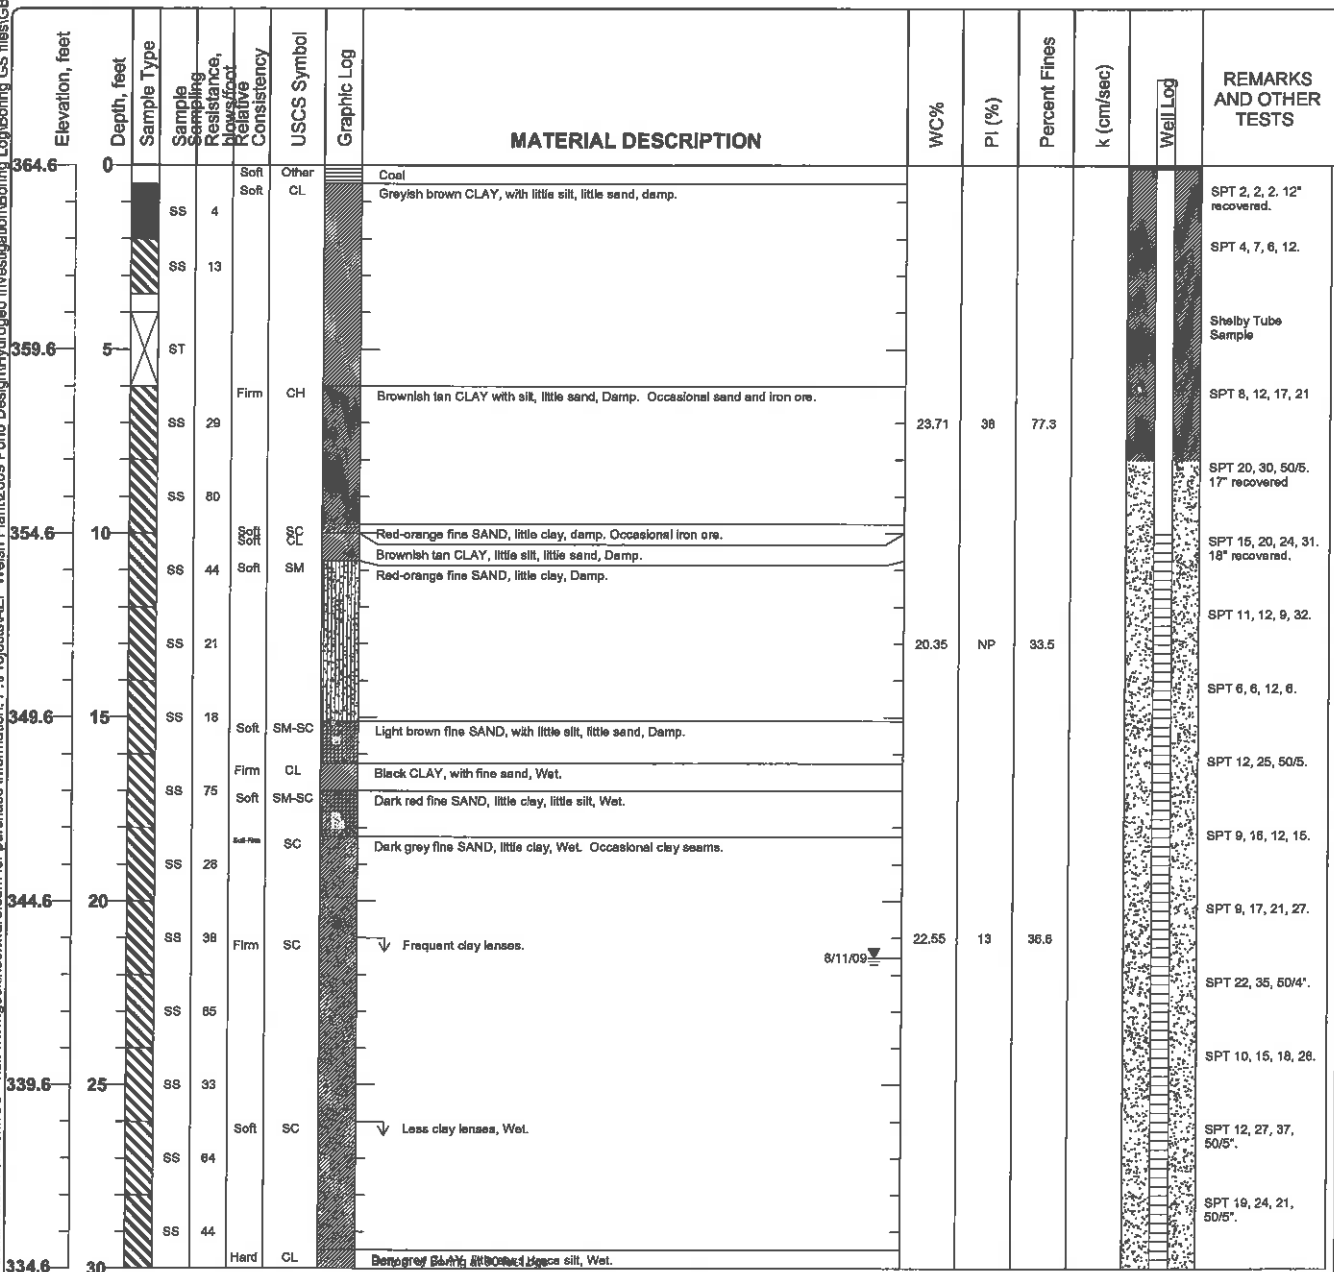 Elevation, feet
Depth, feet
Sample Type
Sample
Sampling
Resistance,
blows/foot
Relative
Consistency
USCS Symbol
Graphic Log
MATERIAL DESCRIPTION
WC%
PI (%)
Percent Fines
k (cm/sec)
Well Log
REMARKS
AND OTHER
TESTS
364.6 0
Soft Other Coal
Soft CL Greyish brown CLAY, with little silt, little sand, damp.
SS 4 SPT 2, 2, 2. 12"
recovered.
SS 13 SPT 4, 7, 6, 12.
359.6 5 ST Shelby Tube
Sample
Firm CH Brownish tan CLAY with silt, little sand, Damp. Occasional sand and iron ore.
SPT 8, 12, 17, 21
SS 29 23.71 38 77.3
SS 80 SPT 20, 30, 50/5.
17" recovered
354.6 10 Soft SC Red-orange fine SAND, little clay, damp. Occasional iron ore.
Soft CL Brownish tan CLAY, little silt, little sand, Damp.
SS 44 Soft SM Red-orange fine SAND, little clay, Damp.
SPT 15, 20, 24, 31.
18" recovered.
SPT 11, 12, 9, 32.
SS 21 20.35 NP 33.5
349.6 15 SS 18 SPT 6, 6, 12, 6.
Soft SM-SC Light brown fine SAND, with little silt, little sand, Damp.
Firm CL Black CLAY, with fine sand, Wet.
SS 75 SPT 12, 25, 50/5.
Soft SM-SC Dark red fine SAND, little clay, little silt, Wet.
SC Dark grey fine SAND, little clay, Wet. Occasional clay seams.
SS 28 SPT 9, 16, 12, 15.
344.6 20 SPT 9, 17, 21, 27.
SS 38 Firm SC Frequent clay lenses. 22.55 13 36.6
8/11/09
SS 85 SPT 22, 35, 50/4".
339.6 25 SS 33 SPT 10, 15, 18, 26.
Soft SC Less clay lenses, Wet. SPT 12, 27, 37,
50/5".
SS 64
SS 44 SPT 19, 24, 21,
50/5".
Hard CL silt, Wet.
334.6 30